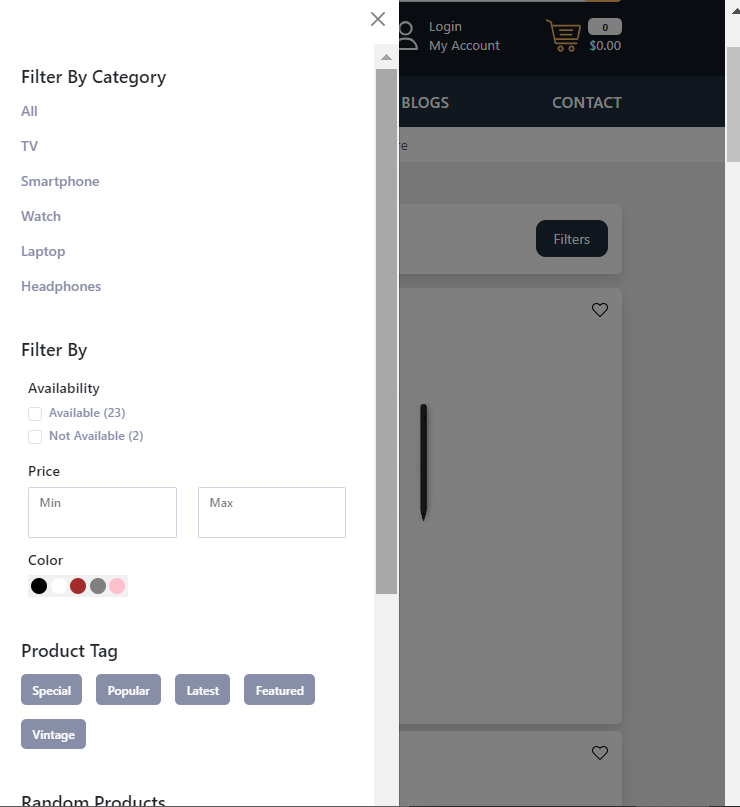 Login
My Account
0
$0.00
BLOGS
CONTACT
re
Filters
Filter By Category
All
TV
Smartphone
Watch
Laptop
Headphones
Filter By
Availability
Available (23)
Not Available (2)
Price
Min
Max
Color
Product Tag
Special
Popular
Latest
Featured
Vintage
Random Products